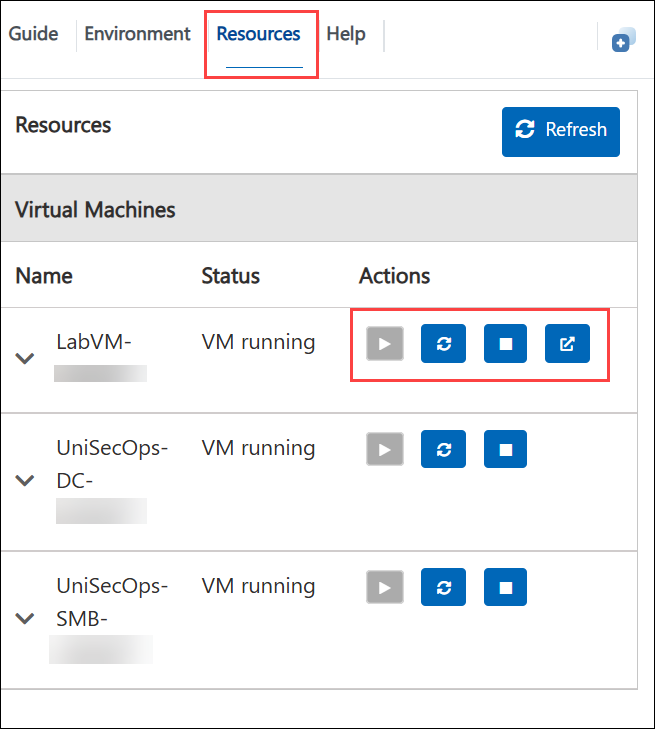 Guide Environment Resources Help
Resources Refresh
Virtual Machines
Name Status Actions
LabVM- VM running
UniSecOps- VM running
DC-
UniSecOps- VM running
SMB-